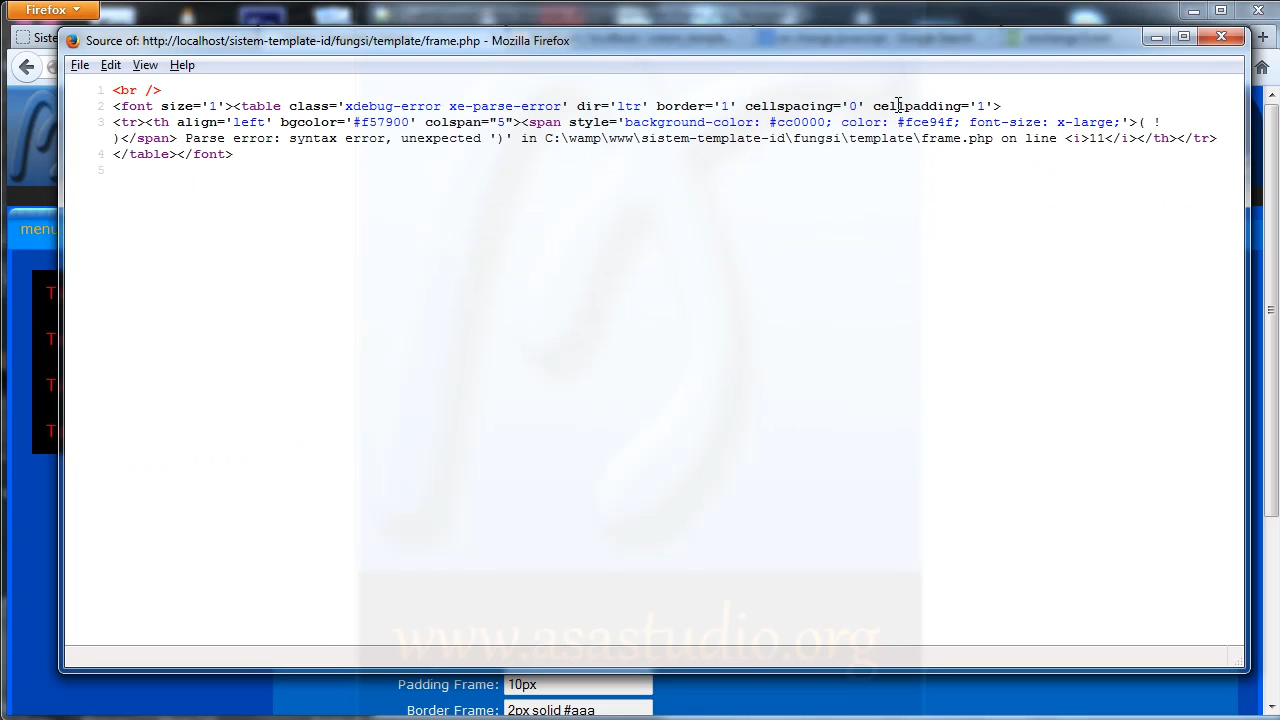 Firefox
Siste
Source of: http://localhost/sistem-template-id/fungsi/template/frame.php - Mozilla Firefox
File Edit View Help
1 <br />
2 <font size='1'><table class='xdebug-error xe-parse-error' dir='ltr' border='1' cellspacing='0' cellpadding='1'>
3 <tr><th align='left' bgcolor='#f57900' colspan="5"><span style='background-color: #cc0000; color: #fce94f; font-size: x-large;'>( !
)</span> Parse error: syntax error, unexpected ')' in C:\wamp\www\sistem-template-id\fungsi\template\frame.php on line <i>11</i></th></tr>
4 </table></font>
5
menu
T
T
T
T
www.asastudio.org
Padding Frame: 10px
Border Frame: 2px solid #aaa